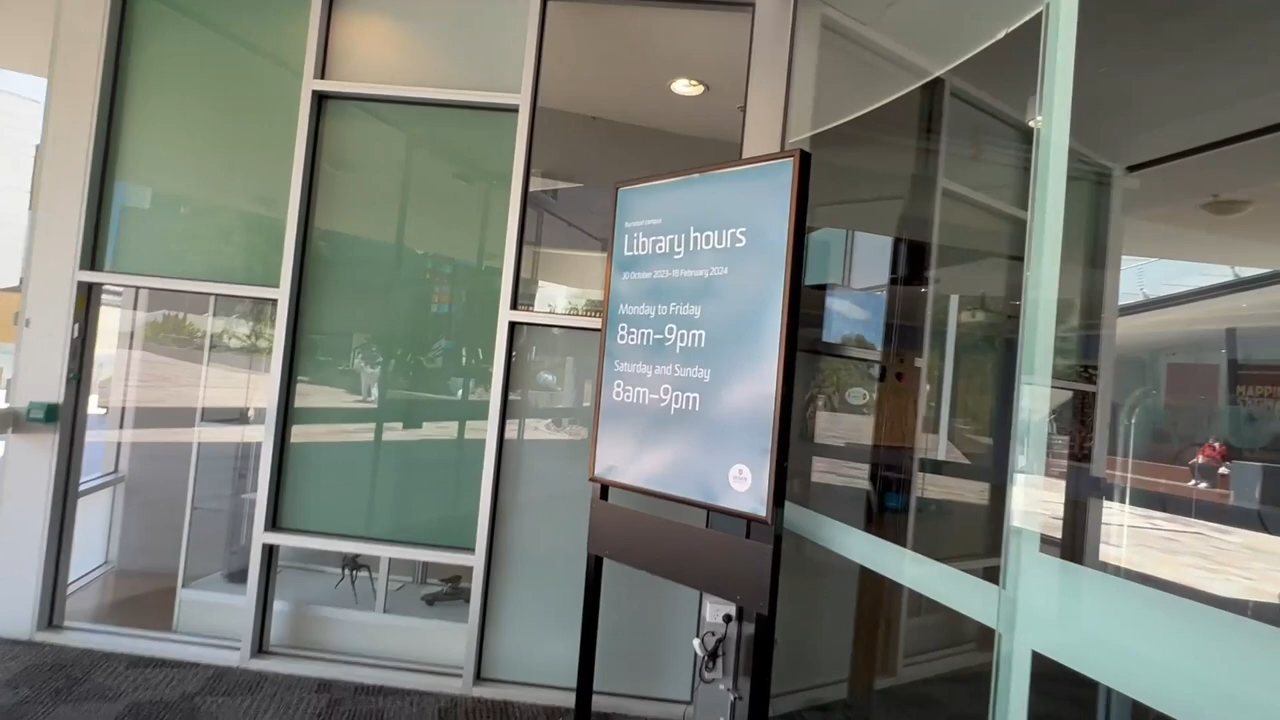 Library hours
30 October 2023–18 February 2024
Monday to Friday
8am–9pm
Saturday and Sunday
8am–9pm